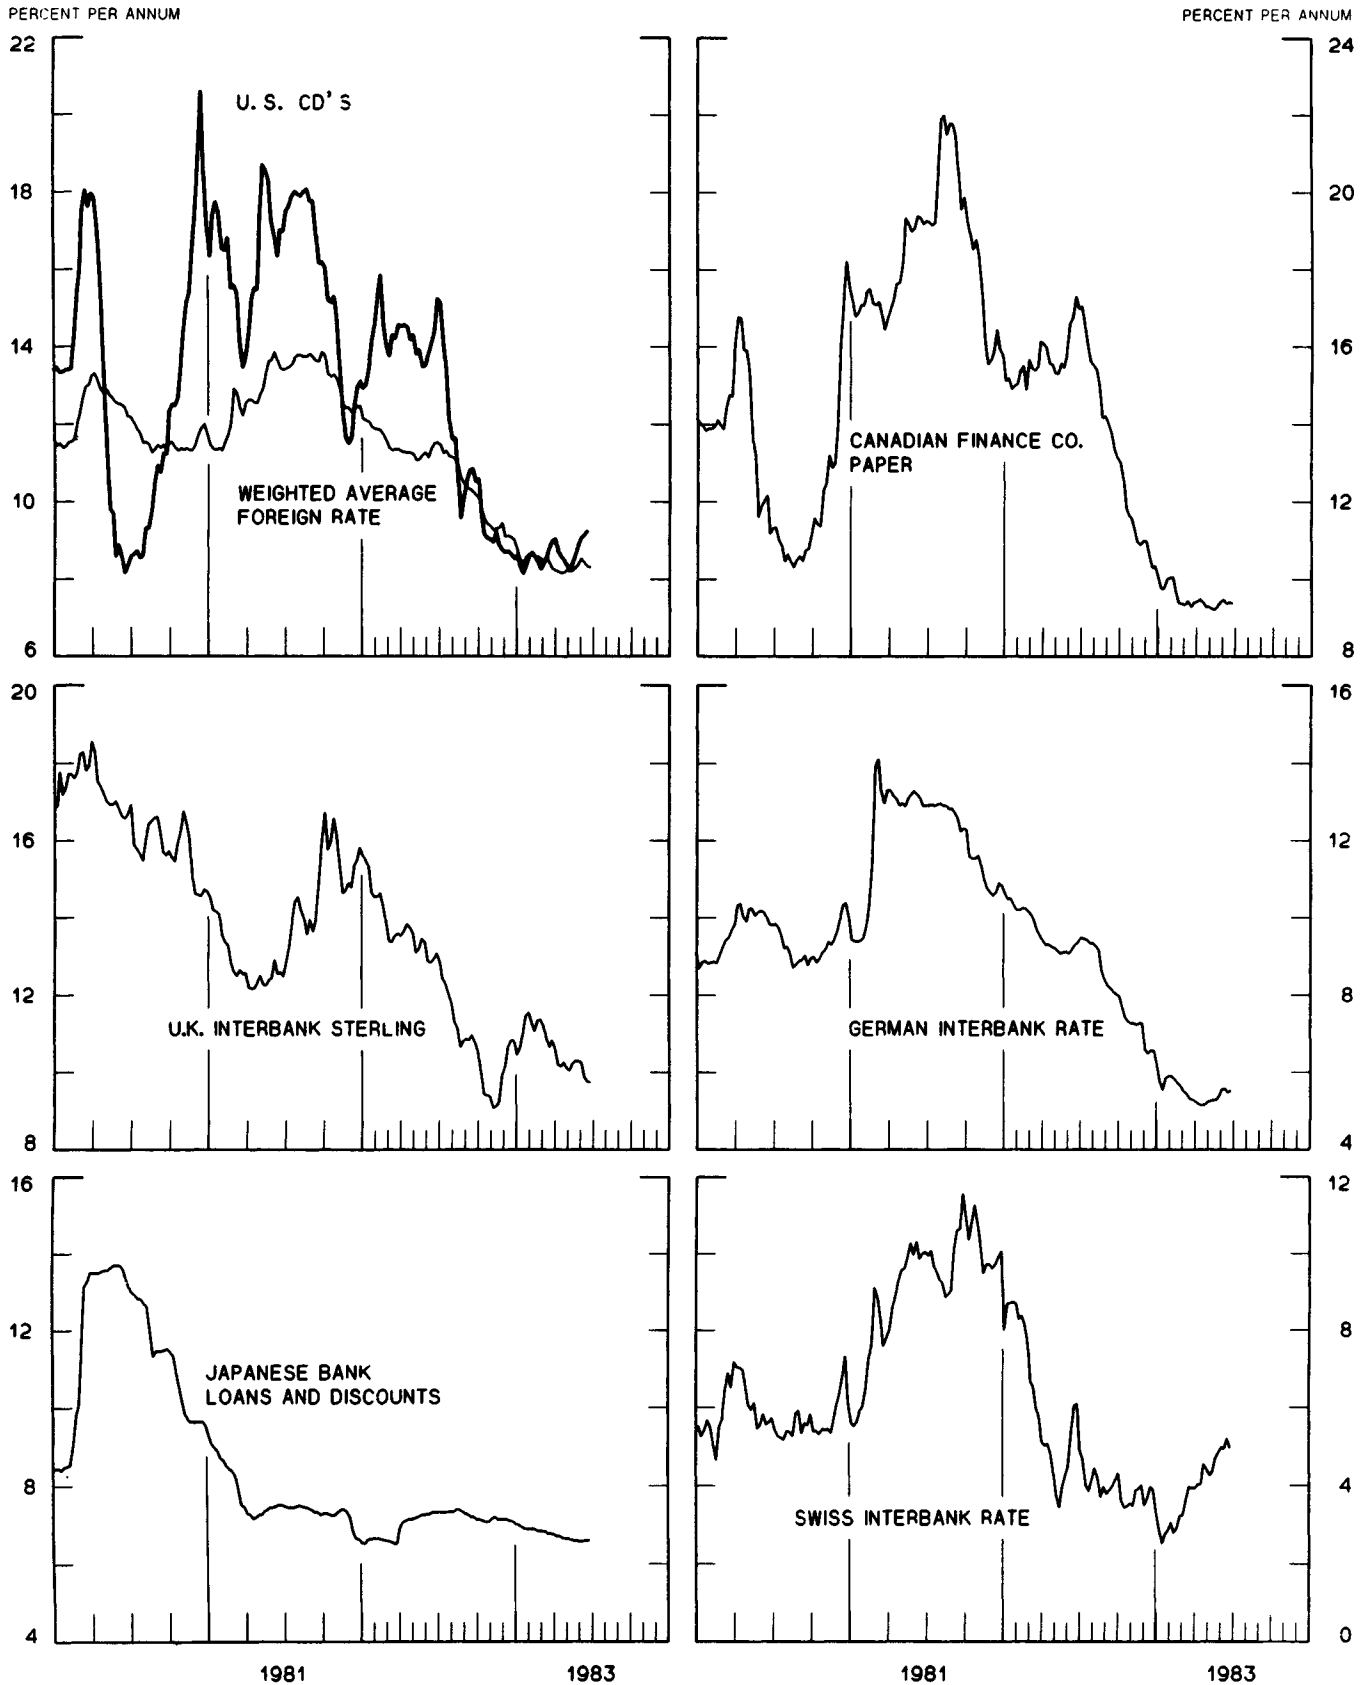 PERCENT PER ANNUM
PERCENT PER ANNUM
22
18
14
10
6
U. S. CD'S
WEIGHTED AVERAGE
FOREIGN RATE
24
20
16
12
8
CANADIAN FINANCE CO.
PAPER
20
16
12
8
U.K. INTERBANK STERLING
16
12
8
4
GERMAN INTERBANK RATE
16
12
8
4
JAPANESE BANK
LOANS AND DISCOUNTS
12
8
4
0
SWISS INTERBANK RATE
1981
1983
1981
1983